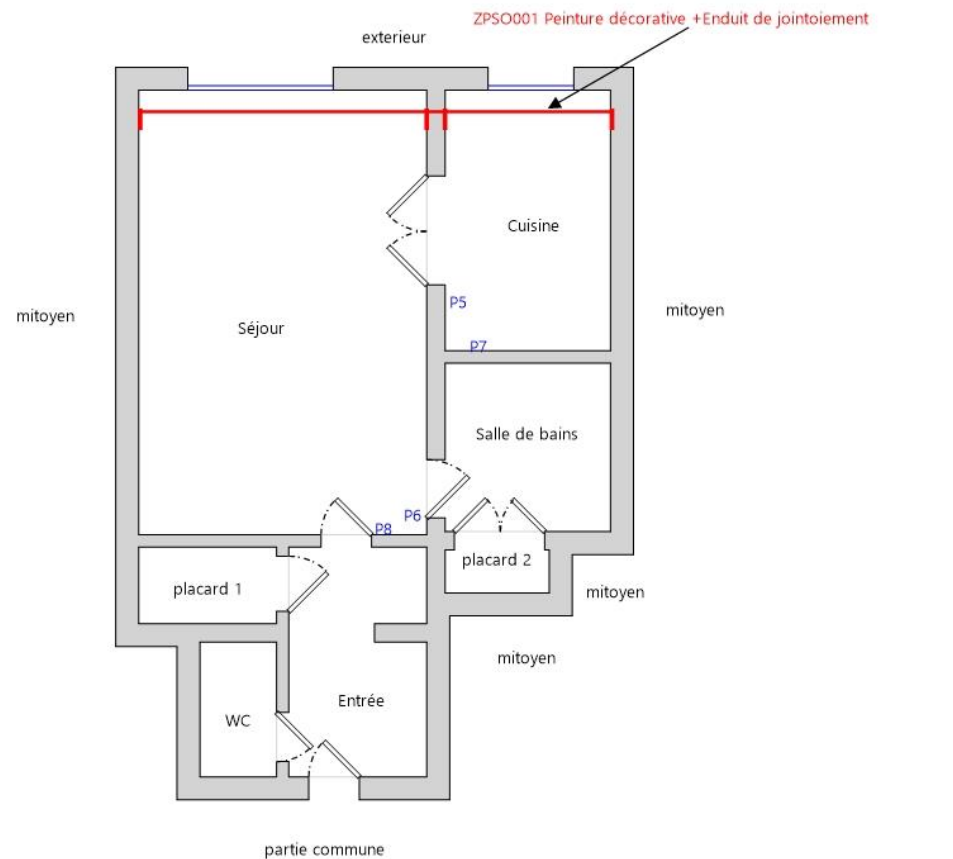 ZPSO001 Peinture décorative +Enduit de jointoiement
exterieur
Cuisine
P5
mitoyen
mitoyen
Séjour
P7
Salle de bains
P6
P8
placard 2
placard 1
mitoyen
mitoyen
Entrée
WC
partie commune